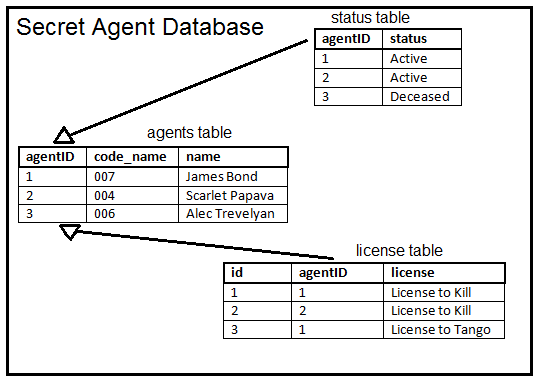 Secret Agent Database
status table
agentID status
1 Active
2 Active
3 Deceased
agents table
agentID code_name name
1 007 James Bond
2 004 Scarlet Papava
3 006 Alec Trevelyan
license table
id agentID license
1 1 License to Kill
2 2 License to Kill
3 1 License to Tango